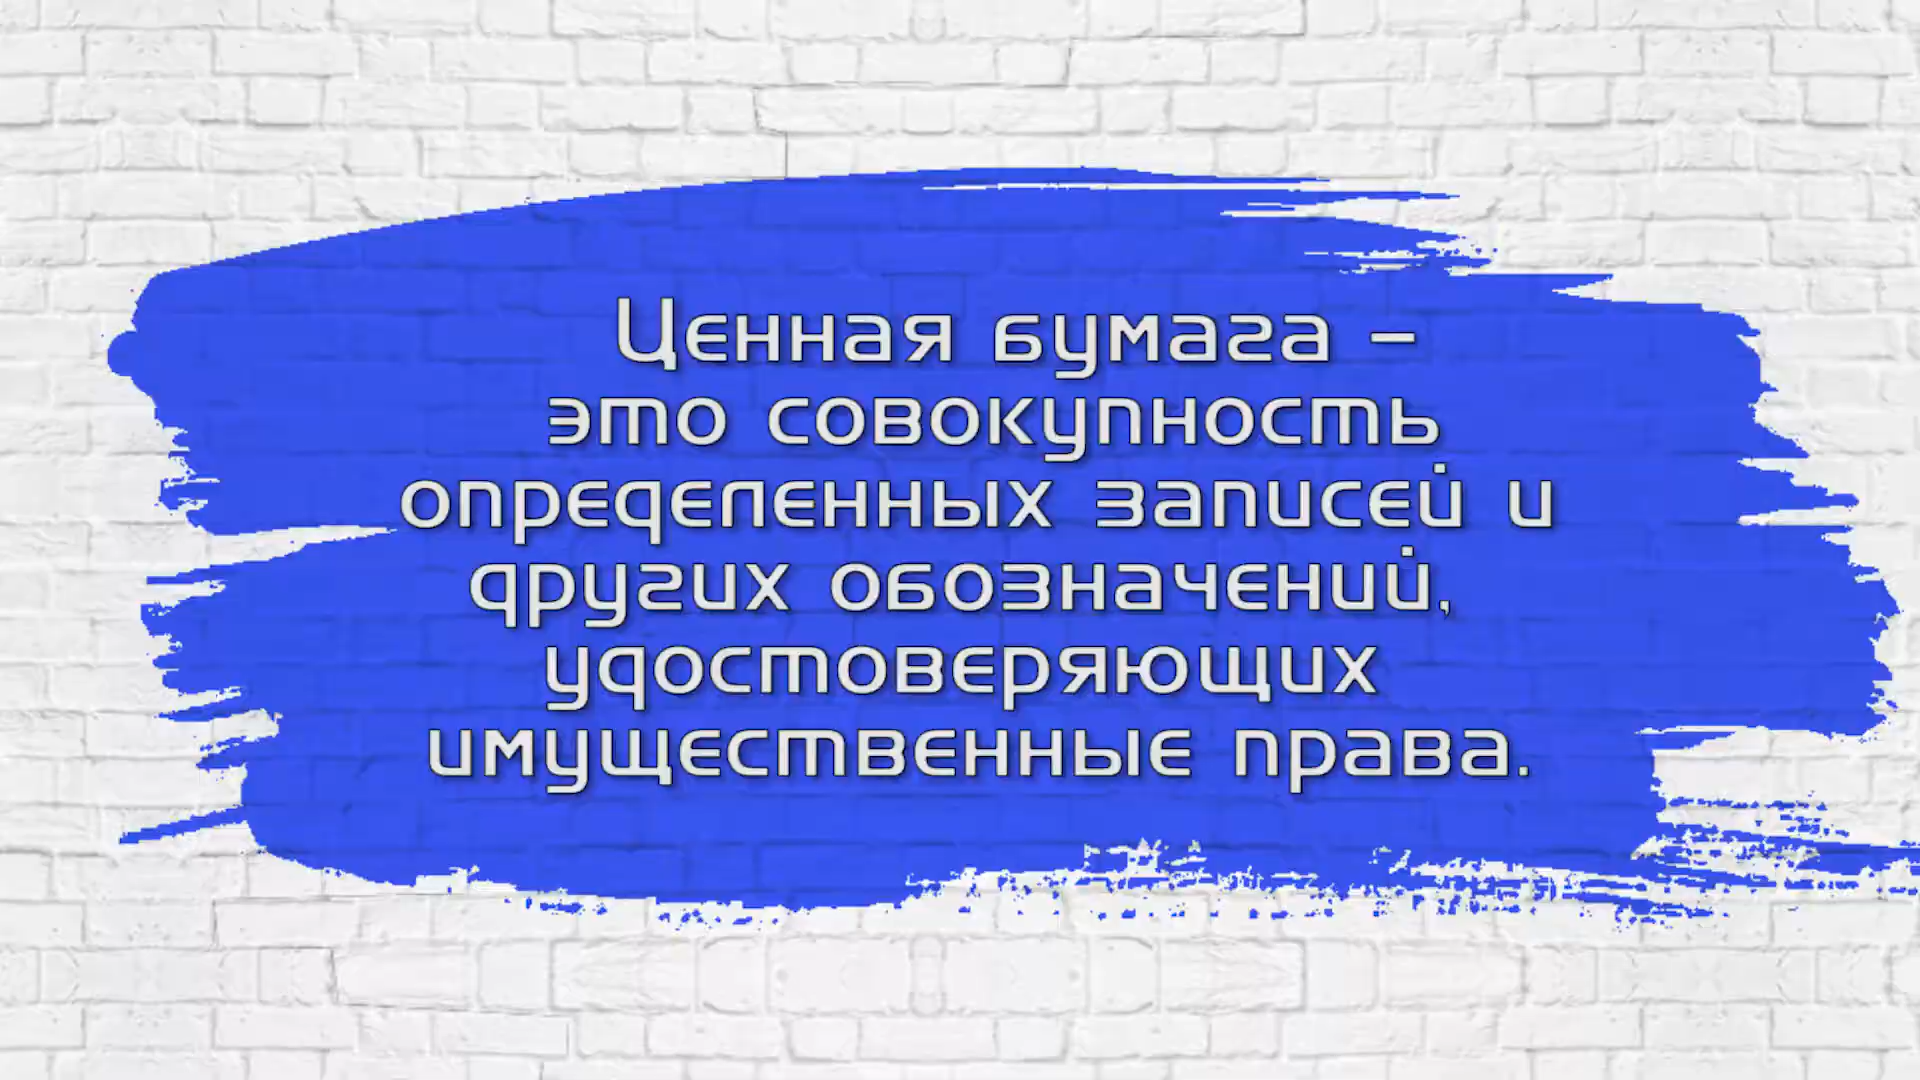 Ценная бумага –
это совокупность
определенных записей и
других обозначений,
удостоверяющих
имущественные права.